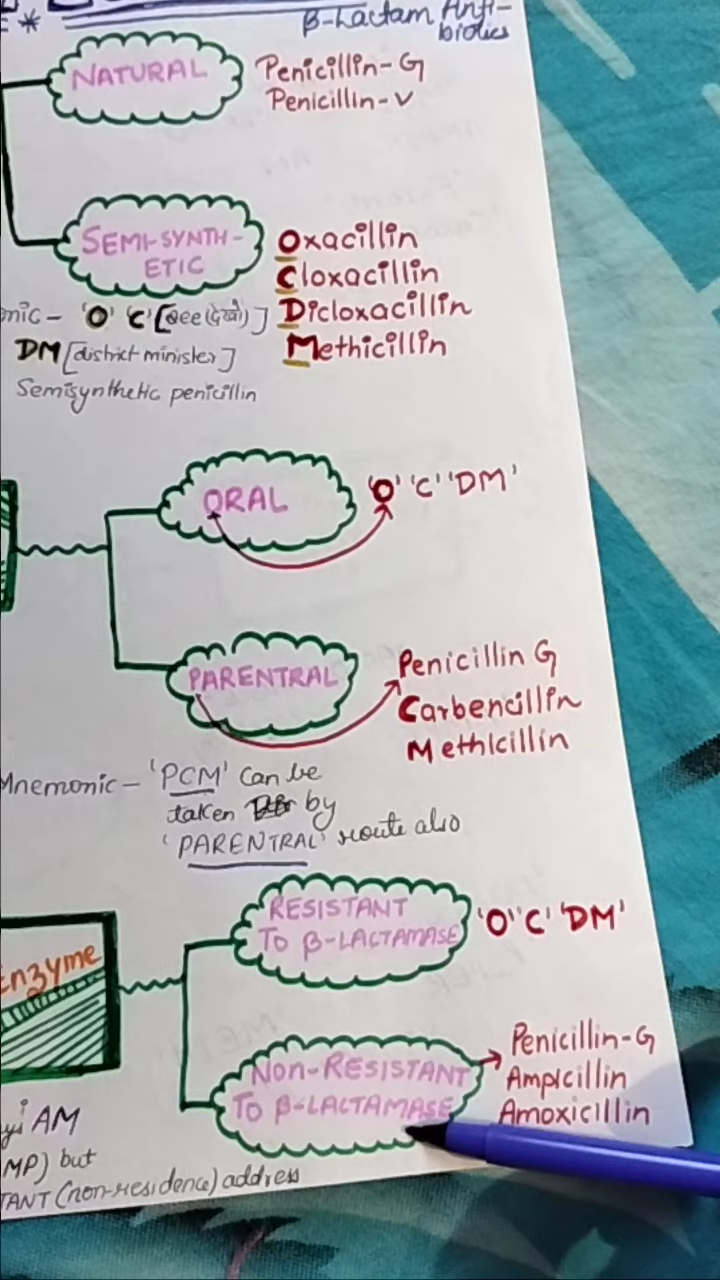 β-Lactam Anti-
biotics
NATURAL
Penicillin-G
Penicillin-V
SEMI-SYNTH-
ETIC
Oxacillin
Cloxacillin
Dicloxacillin
Methicillin
nic- 'O' 'C' [See (देखो)]
DM [district minister]
Semisynthetic penicillin
ORAL
'O' 'C' 'DM'
PARENTRAL
Penicillin G
Carbencillin
Methicillin
Mnemonic - 'PCM' can be
taken by
'PARENTRAL' route also
RESISTANT
TO β-LACTAMASE
'O' 'C' 'DM'
Enzyme
NON-RESISTANT
TO β-LACTAMASE
Penicillin-G
Ampicillin
Amoxicillin
AM
MP) but
TANT (non-residence) address